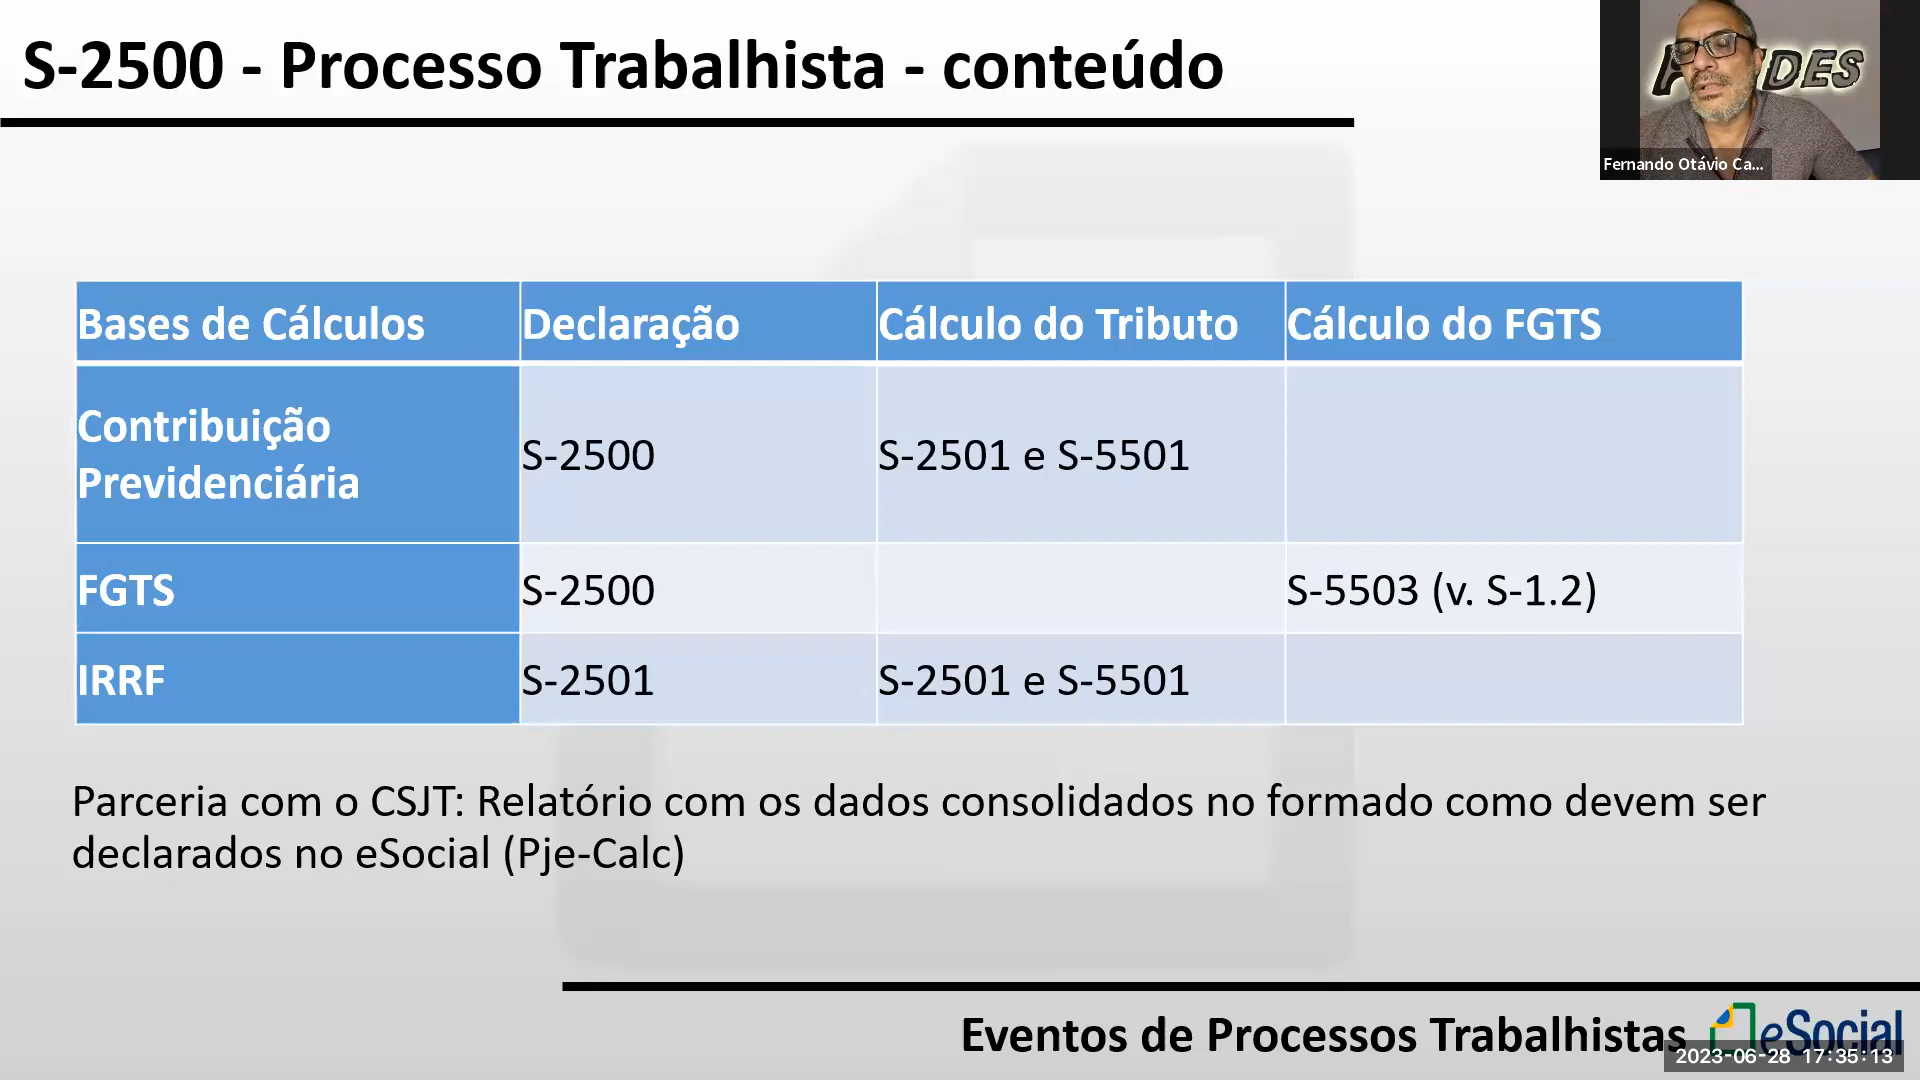 S-2500 - Processo Trabalhista - conteúdo
DES
Fernando Otávio Ca...
Bases de Cálculos
Declaração
Cálculo do Tributo
Cálculo do FGTS
Contribuição
Previdenciária
S-2500
S-2501 e S-5501
FGTS
S-2500
S-5503 (v. S-1.2)
IRRF
S-2501
S-2501 e S-5501
Parceria com o CSJT: Relatório com os dados consolidados no formado como devem ser
declarados no eSocial (Pje-Calc)
Eventos de Processos Trabalhistas
eSocial
2023-06-28 17:35:13